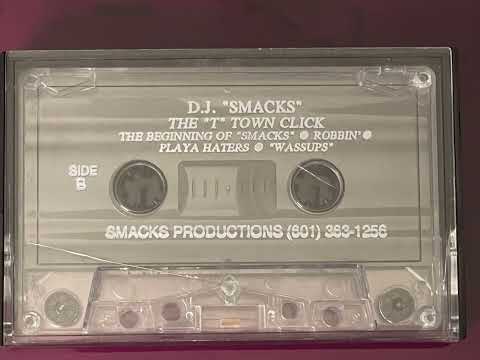 D.J. "SMACKS"
THE "T" TOWN CLICK
THE BEGINNING OF "SMACKS" ● ROBBIN' ●
PLAYA HATERS ● "WASSUPS"
SIDE
B
SMACKS PRODUCTIONS (601) 363-1256